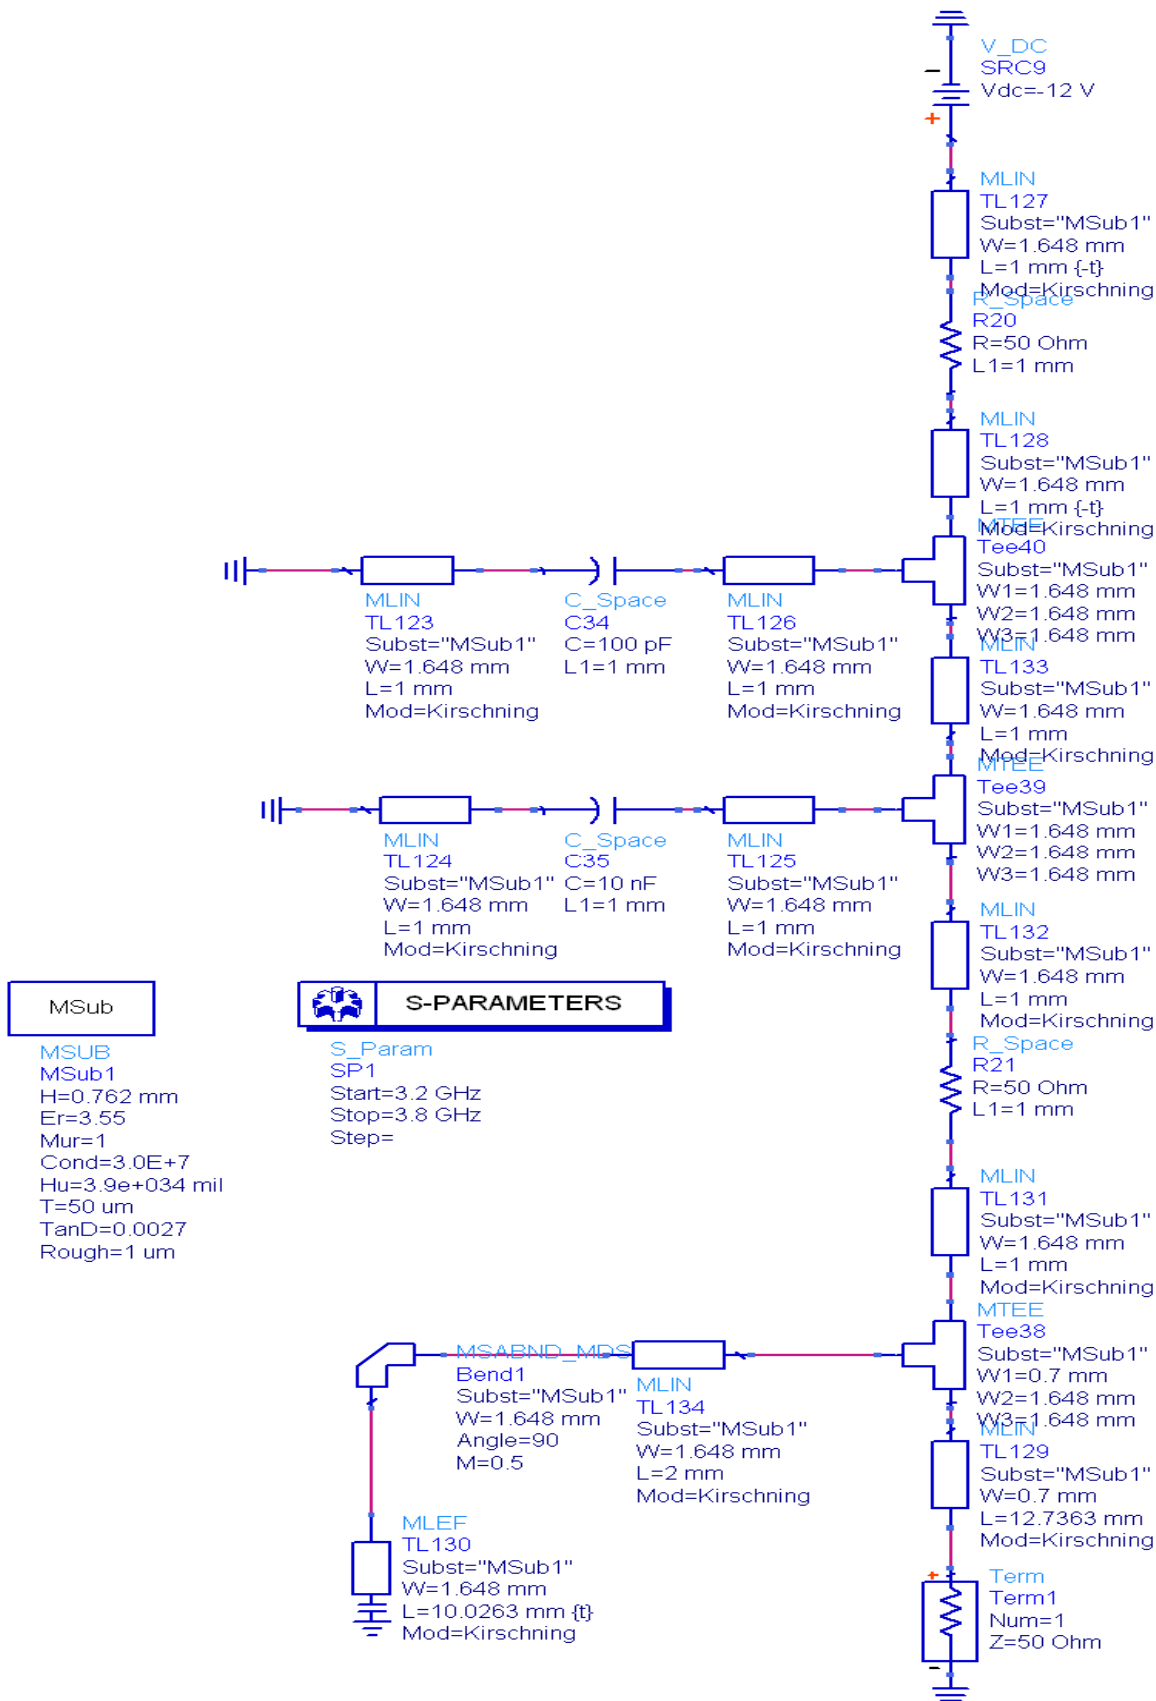 V_DC
SRC9
Vdc=-12 V
MLIN
TL127
Subst="MSub1"
W=1.648 mm
L=1 mm {-t}
Mod=Kirschning
R_Space
R20
R=50 Ohm
L1=1 mm
MLIN
TL128
Subst="MSub1"
W=1.648 mm
L=1 mm {-t}
Mod=Kirschning
MTEE
Tee40
Subst="MSub1"
W1=1.648 mm
W2=1.648 mm
W3=1.648 mm
MLIN
TL123
Subst="MSub1"
W=1.648 mm
L=1 mm
Mod=Kirschning
C_Space
C34
C=100 pF
L1=1 mm
MLIN
TL126
Subst="MSub1"
W=1.648 mm
L=1 mm
Mod=Kirschning
MLIN
TL133
Subst="MSub1"
W=1.648 mm
L=1 mm
Mod=Kirschning
MTEE
Tee39
Subst="MSub1"
W1=1.648 mm
W2=1.648 mm
W3=1.648 mm
MLIN
TL124
Subst="MSub1"
W=1.648 mm
L=1 mm
Mod=Kirschning
C_Space
C35
C=10 nF
L1=1 mm
MLIN
TL125
Subst="MSub1"
W=1.648 mm
L=1 mm
Mod=Kirschning
MLIN
TL132
Subst="MSub1"
W=1.648 mm
L=1 mm
Mod=Kirschning
MSub
MSUB
MSub1
H=0.762 mm
Er=3.55
Mur=1
Cond=3.0E+7
Hu=3.9e+034 mil
T=50 um
TanD=0.0027
Rough=1 um
S-PARAMETERS
S_Param
SP1
Start=3.2 GHz
Stop=3.8 GHz
Step=
R_Space
R21
R=50 Ohm
L1=1 mm
MLIN
TL131
Subst="MSub1"
W=1.648 mm
L=1 mm
Mod=Kirschning
MTEE
Tee38
Subst="MSub1"
W1=0.7 mm
W2=1.648 mm
W3=1.648 mm
MSABND_MDS
Bend1
Subst="MSub1"
W=1.648 mm
Angle=90
M=0.5
MLIN
TL134
Subst="MSub1"
W=1.648 mm
L=2 mm
Mod=Kirschning
MLIN
TL129
Subst="MSub1"
W=0.7 mm
L=12.7363 mm
Mod=Kirschning
MLEF
TL130
Subst="MSub1"
W=1.648 mm
L=10.0263 mm {t}
Mod=Kirschning
Term
Term1
Num=1
Z=50 Ohm